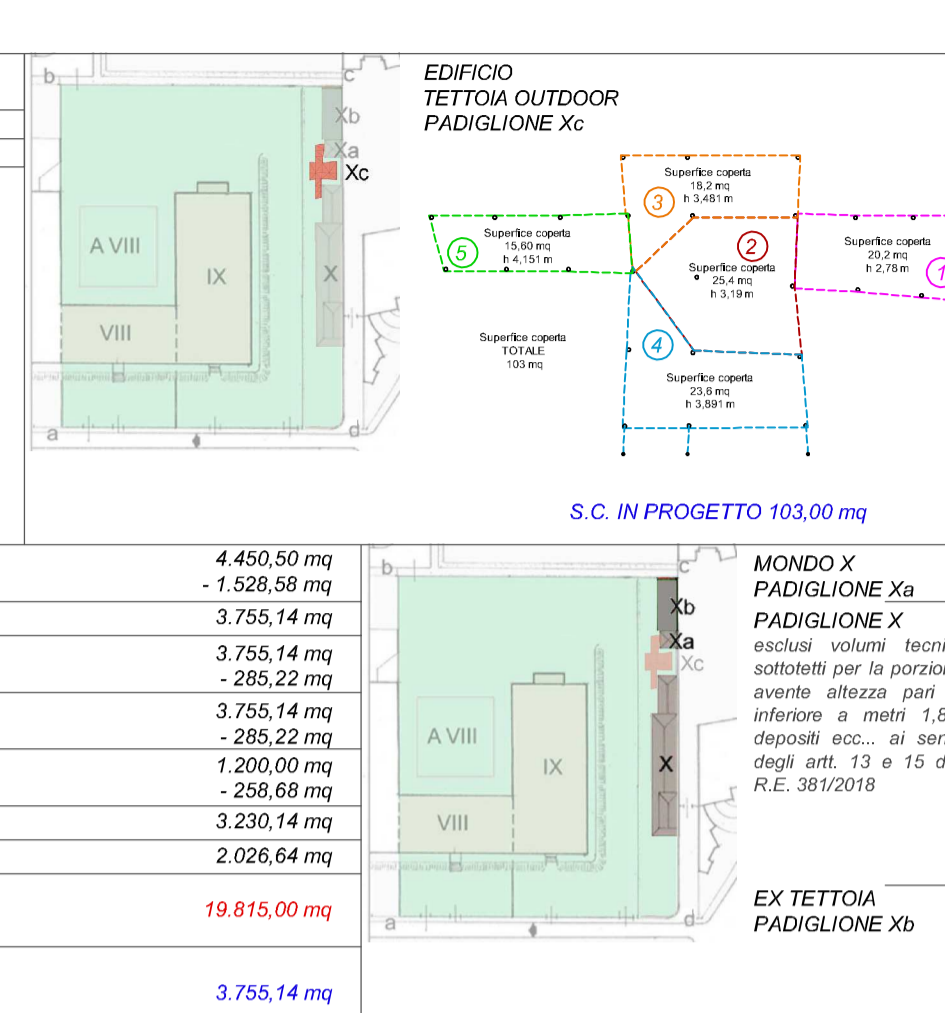 b
c
Xb
Xa
Xc
A VIII
IX
X
VIII
a
d
EDIFICIO
TETTOIA OUTDOOR
PADIGLIONE Xc
Superfice coperta
18,2 mq
h 3,481 m
3
Superfice coperta
15,60 mq
h 4,151 m
5
2
Superfice coperta
25,4 mq
h 3,19 m
Superfice coperta
20,2 mq
h 2,78 m
1
Superfice coperta
TOTALE
103 mq
4
Superfice coperta
23,6 mq
h 3,891 m
S.C. IN PROGETTO 103,00 mq
4.450,50 mq
- 1.528,58 mq
3.755,14 mq
3.755,14 mq
- 285,22 mq
3.755,14 mq
- 285,22 mq
1.200,00 mq
- 258,68 mq
3.230,14 mq
2.026,64 mq
19.815,00 mq
3.755,14 mq
b
c
Xb
Xa
Xc
A VIII
IX
X
VIII
a
d
MONDO X
PADIGLIONE Xa
PADIGLIONE X
esclusi volumi tecni
sottotetti per la porzion
avente altezza pari
inferiore a metri 1,8
depositi ecc... ai sen
degli artt. 13 e 15 d
R.E. 381/2018
EX TETTOIA
PADIGLIONE Xb